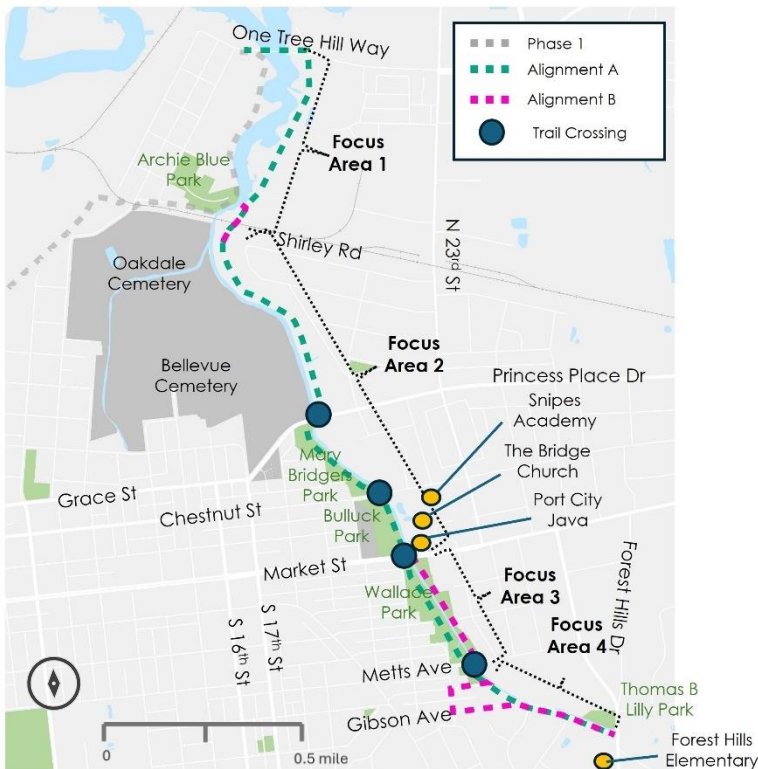 One Tree Hill Way
Phase 1
Alignment A
Alignment B
Trail Crossing
Archie Blue
Park
Focus
Area 1
N 23rd St
Shirley Rd
Oakdale
Cemetery
Focus
Area 2
Bellevue
Cemetery
Princess Place Dr
Snipes
Academy
The Bridge
Church
Port City
Java
Mary
Bridgers
Park
Grace St
Chestnut St
Bulluck
Park
Market St
Forest Hills Dr
Focus
Area 3
Wallace
Park
Focus
Area 4
S 16th St
S 17th St
Metts Ave
Gibson Ave
Thomas B
Lilly Park
0
0.5 mile
Forest Hills
Elementary